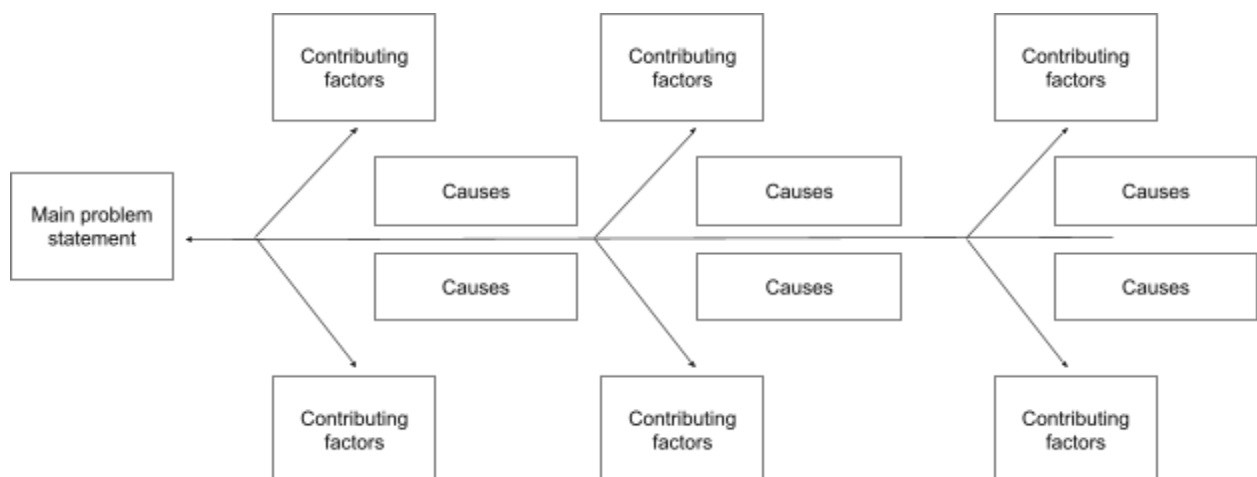 Contributing
factors
Contributing
factors
Contributing
factors
Causes
Causes
Causes
Main problem
statement
Causes
Causes
Causes
Contributing
factors
Contributing
factors
Contributing
factors